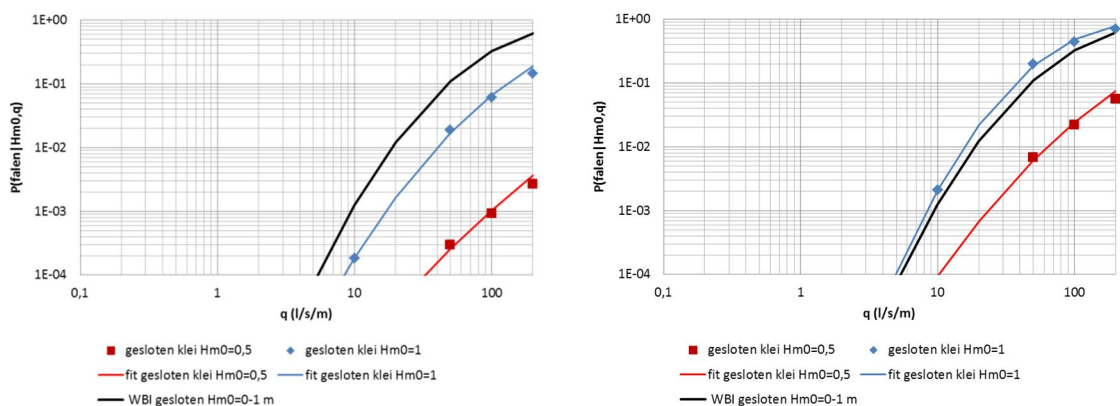 1E+00
1E-01
1E-02
1E-03
1E-04
P(falen|Hm0,q)
0,1 1 10 100
q (l/s/m)
gesloten klei Hm0=0,5 gesloten klei Hm0=1
fit gesloten klei Hm0=0,5 fit gesloten klei Hm0=1
WBI gesloten Hm0=0-1 m
1E+00
1E-01
1E-02
1E-03
1E-04
P(falen|Hm0,q)
0,1 1 10 100
q (l/s/m)
gesloten klei Hm0=0,5 gesloten klei Hm0=1
fit gesloten klei Hm0=0,5 fit gesloten klei Hm0=1
WBI gesloten Hm0=0-1 m